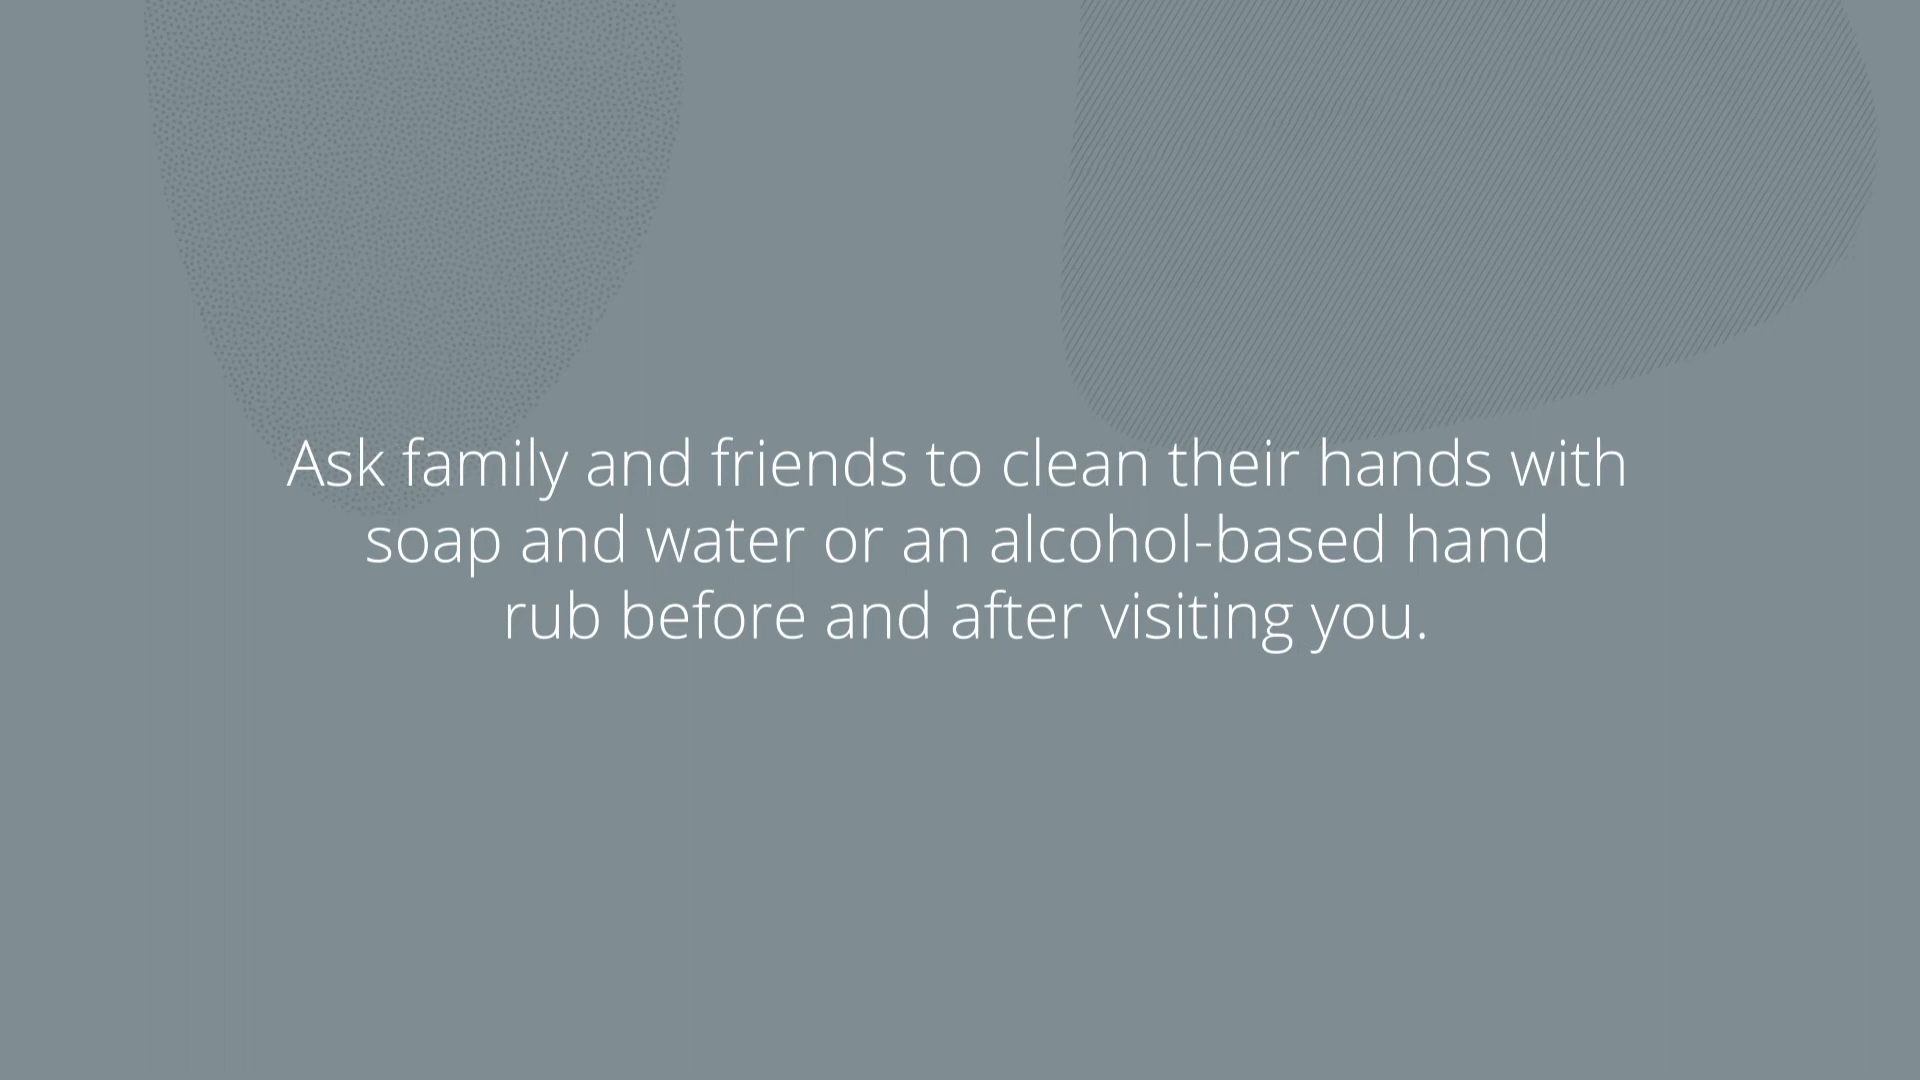 Ask family and friends to clean their hands with
soap and water or an alcohol-based hand
rub before and after visiting you.